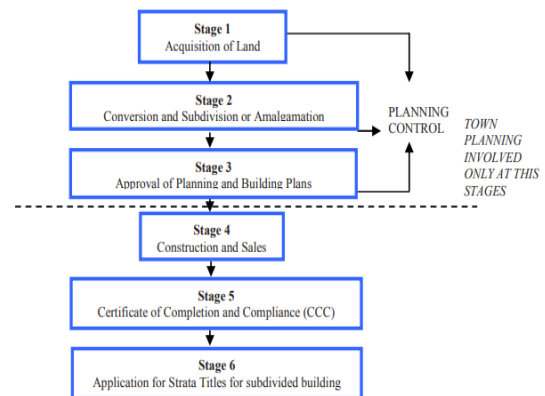 Stage 1
Acquisition of Land
Stage 2
Conversion and Subdivision or Amalgamation
PLANNING
CONTROL
TOWN
PLANNING
INVOLVED
ONLY AT THIS
STAGES
Stage 3
Approval of Planning and Building Plans
Stage 4
Construction and Sales
Stage 5
Certificate of Completion and Compliance (CCC)
Stage 6
Application for Strata Titles for subdivided building